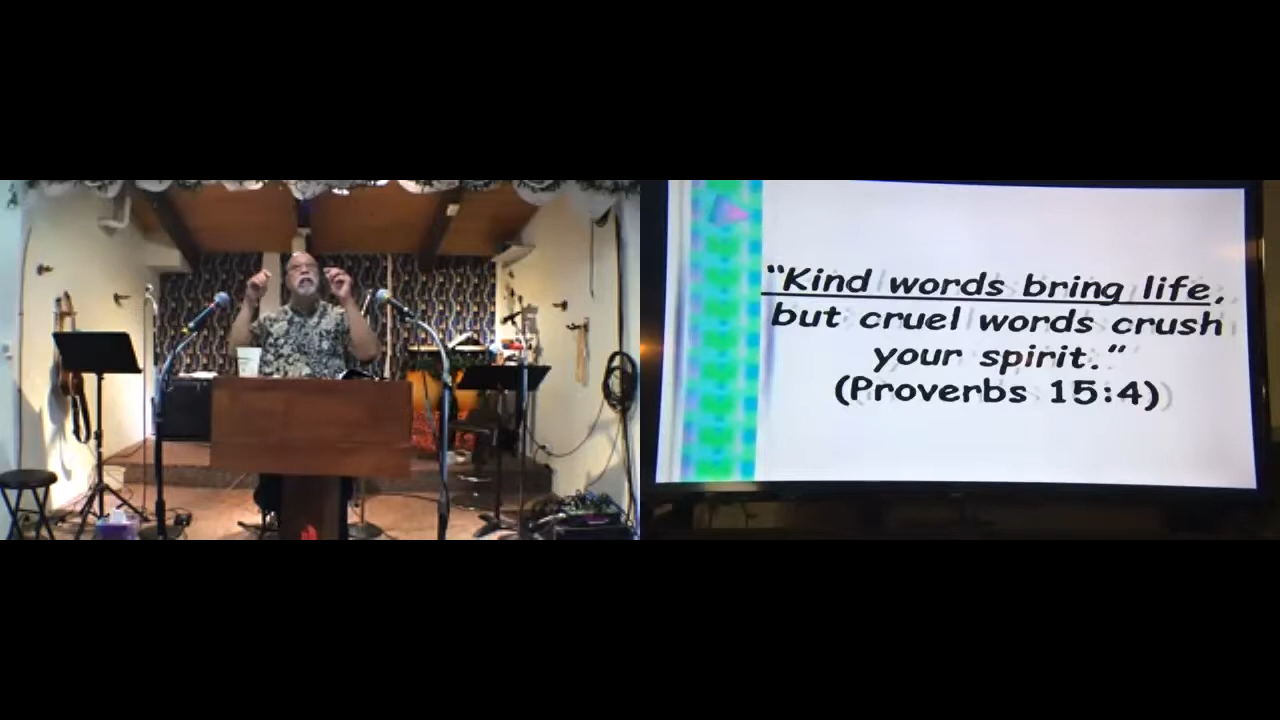 “Kind words bring life,
but cruel words crush
your spirit.”
(Proverbs 15:4)